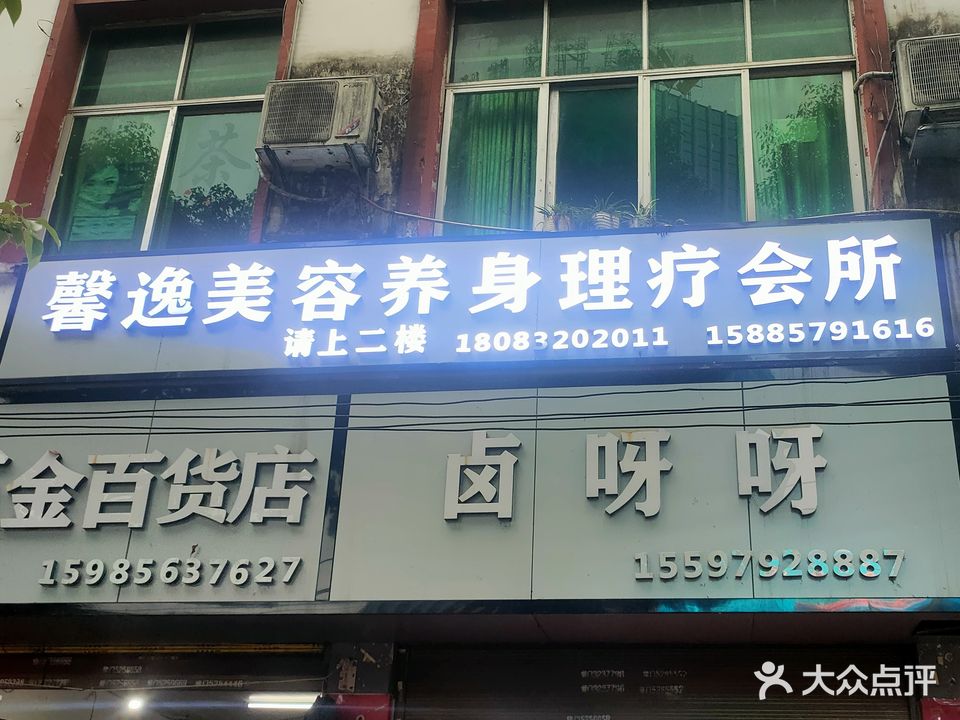 茶
馨逸美容养身理疗会所
请上二楼 18083202011 15885791616
金百货店
15985637627
卤呀呀
15597928887
大众点评